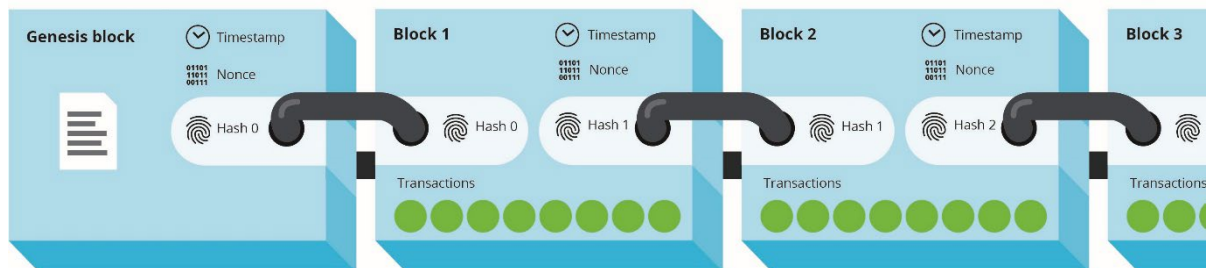 Genesis block
Timestamp
01101
11011
00111
Nonce
Hash 0
Block 1
Timestamp
01101
11011
00111
Nonce
Hash 0
Hash 1
Transactions
Block 2
Timestamp
01101
11011
00111
Nonce
Hash 1
Hash 2
Transactions
Block 3
Transactions